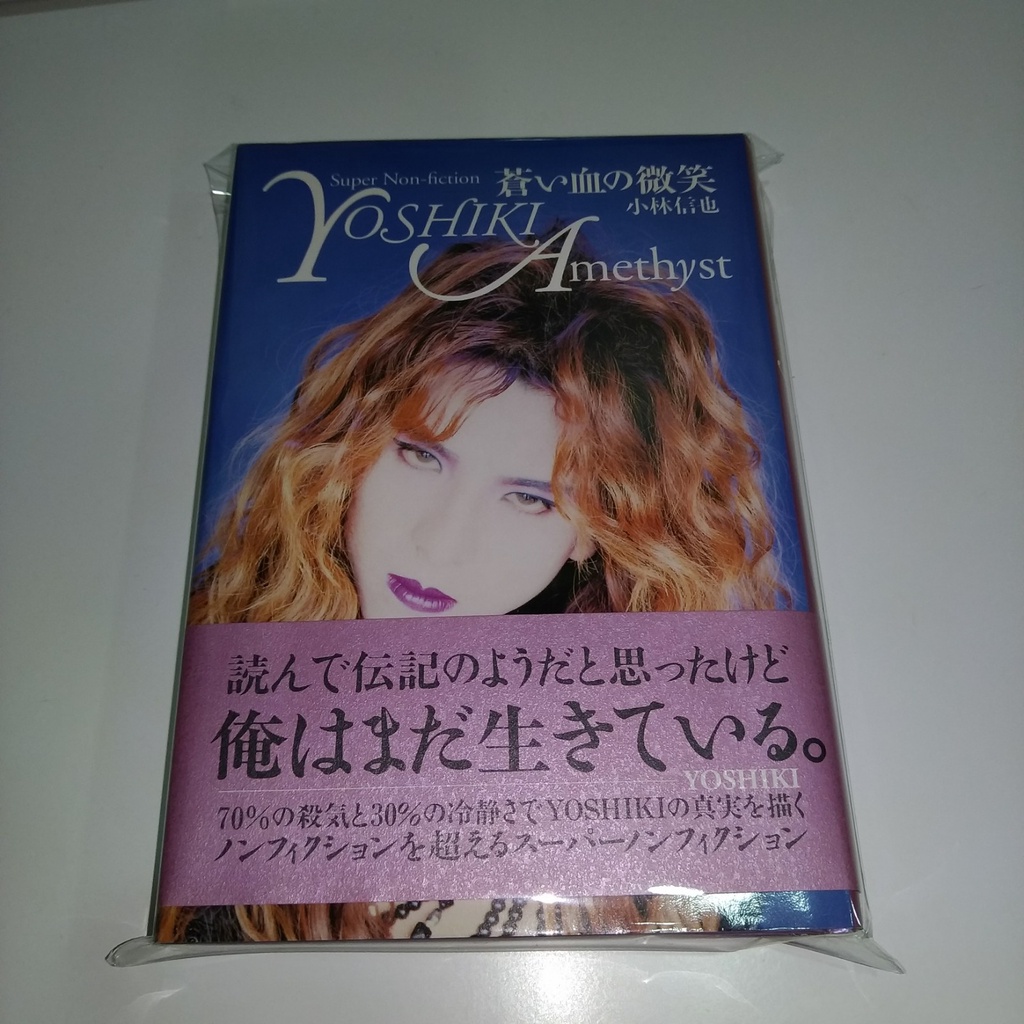 Super Non-fiction 蒼い血の微笑
小林信也
YOSHIKI
Amethyst
読んで伝記のようだと思ったけど
俺はまだ生きている。
YOSHIKI
70%の殺気と30%の冷静さでYOSHIKIの真実を描く
ノンフィクションを超えるスーパーノンフィクション